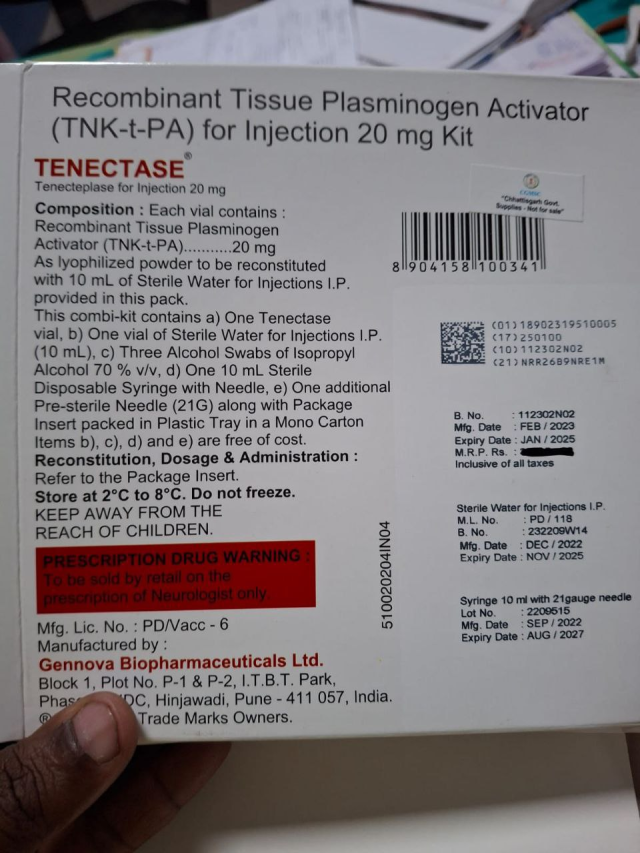 Recombinant Tissue Plasminogen Activator
(TNK-t-PA) for Injection 20 mg Kit
TENECTASE®
Tenecteplase for Injection 20 mg
Composition : Each vial contains :
Recombinant Tissue Plasminogen
Activator (TNK-t-PA)...........20 mg
As lyophilized powder to be reconstituted
with 10 mL of Sterile Water for Injections I.P.
provided in this pack.
This combi-kit contains a) One Tenectase
vial, b) One vial of Sterile Water for Injections I.P.
(10 mL), c) Three Alcohol Swabs of Isopropyl
Alcohol 70 % v/v, d) One 10 mL Sterile
Disposable Syringe with Needle, e) One additional
Pre-sterile Needle (21G) along with Package
Insert packed in Plastic Tray in a Mono Carton
Items b), c), d) and e) are free of cost.
Reconstitution, Dosage & Administration :
Refer to the Package Insert.
Store at 2°C to 8°C. Do not freeze.
KEEP AWAY FROM THE
REACH OF CHILDREN.
PRESCRIPTION DRUG WARNING :
To be sold by retail on the
prescription of Neurologist only.
Mfg. Lic. No. : PD/Vacc - 6
Manufactured by :
Gennova Biopharmaceuticals Ltd.
Block 1, Plot No. P-1 & P-2, I.T.B.T. Park,
Phas DC, Hinjawadi, Pune - 411 057, India.
® Trade Marks Owners.
510020204IN04
CGMSC
"Chhattisgarh Govt.
Supplies - Not for sale"
8 904158 100341
(01)18902319510005
(17)250100
(10)112302N02
(21)NRR26B9NRE1M
B. No. : 112302N02
Mfg. Date : FEB / 2023
Expiry Date : JAN / 2025
M.R.P. Rs. :
Inclusive of all taxes
Sterile Water for Injections I.P.
M.L. No. : PD / 118
B. No. : 232209W14
Mfg. Date : DEC / 2022
Expiry Date : NOV / 2025
Syringe 10 ml with 21gauge needle
Lot No. : 2209515
Mfg. Date : SEP / 2022
Expiry Date : AUG / 2027